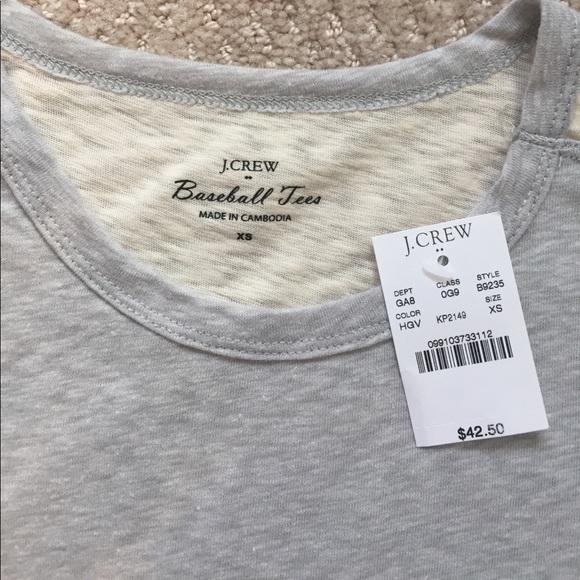 J.CREW
Baseball Tees
MADE IN CAMBODIA
XS
J.CREW
DEPT CLASS STYLE
GA8 0G9 B9235
COLOR SIZE
HGV KP2149 XS
099103733112
$42.50